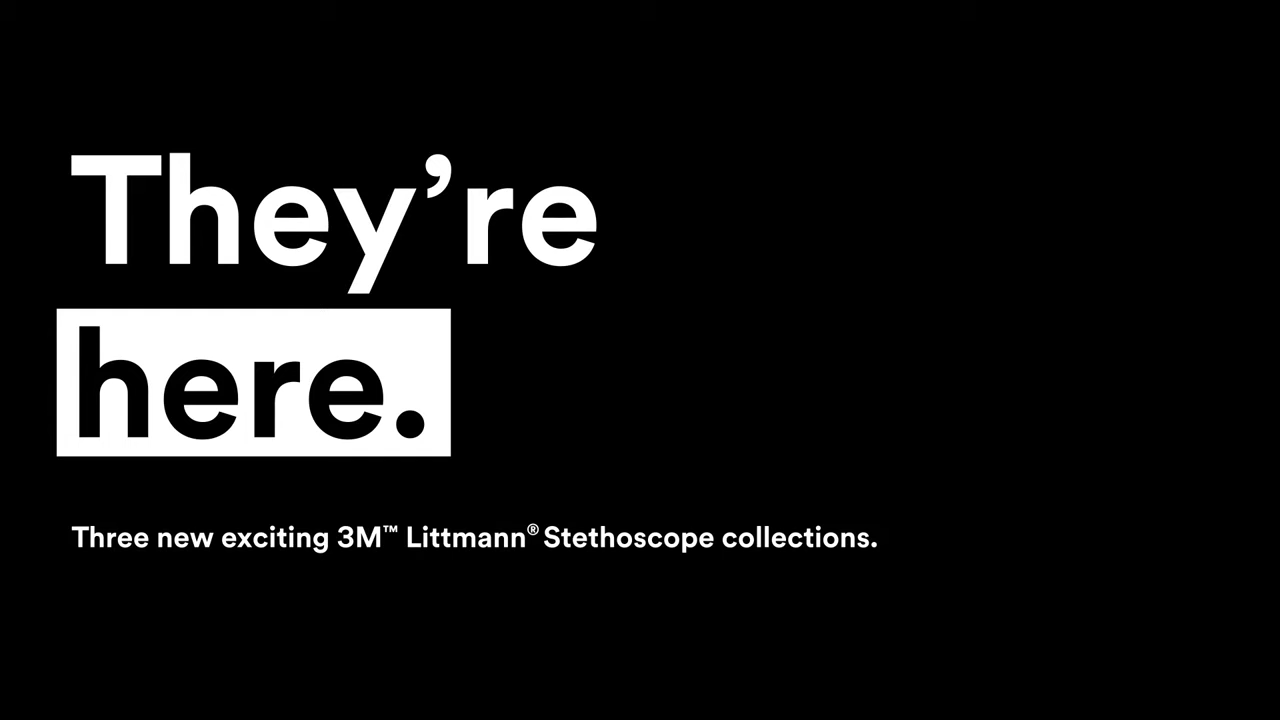 They’re
here.
Three new exciting 3M™ Littmann® Stethoscope collections.